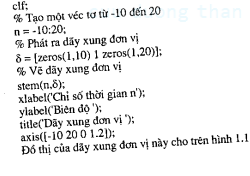 clf;
% Tạo một véc tơ từ -10 đến 20
n = -10:20;
% Phát ra dãy xung đơn vị
δ = [zeros(1,10) 1 zeros(1,20)];
% Vẽ dãy xung đơn vị
stem(n,δ);
xlabel('Chỉ số thời gian n');
ylabel('Biên độ ');
title('Dãy xung đơn vị ');
axis([-10 20 0 1.2]);
Đồ thị của dãy xung đơn vị này cho trên hình 1.1